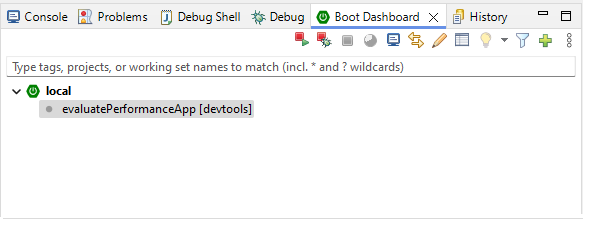 Console Problems Debug Shell Debug Boot Dashboard History
Type tags, projects, or working set names to match (incl. * and ? wildcards)
local
evaluatePerformanceApp [devtools]